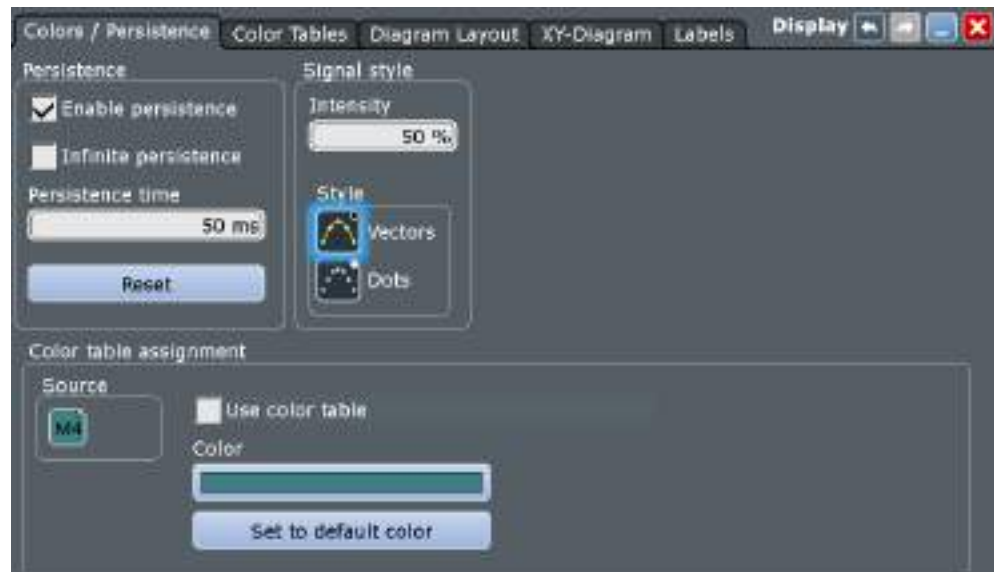 Colors / Persistence Color Tables Diagram Layout XY-Diagram Labels Display
Persistence
Enable persistence
Infinite persistence
Persistence time
50 ms
Reset
Signal style
Intensity
50 %
Style
Vectors
Dots
Color table assignment
Source
M4
Use color table
Color
Set to default color